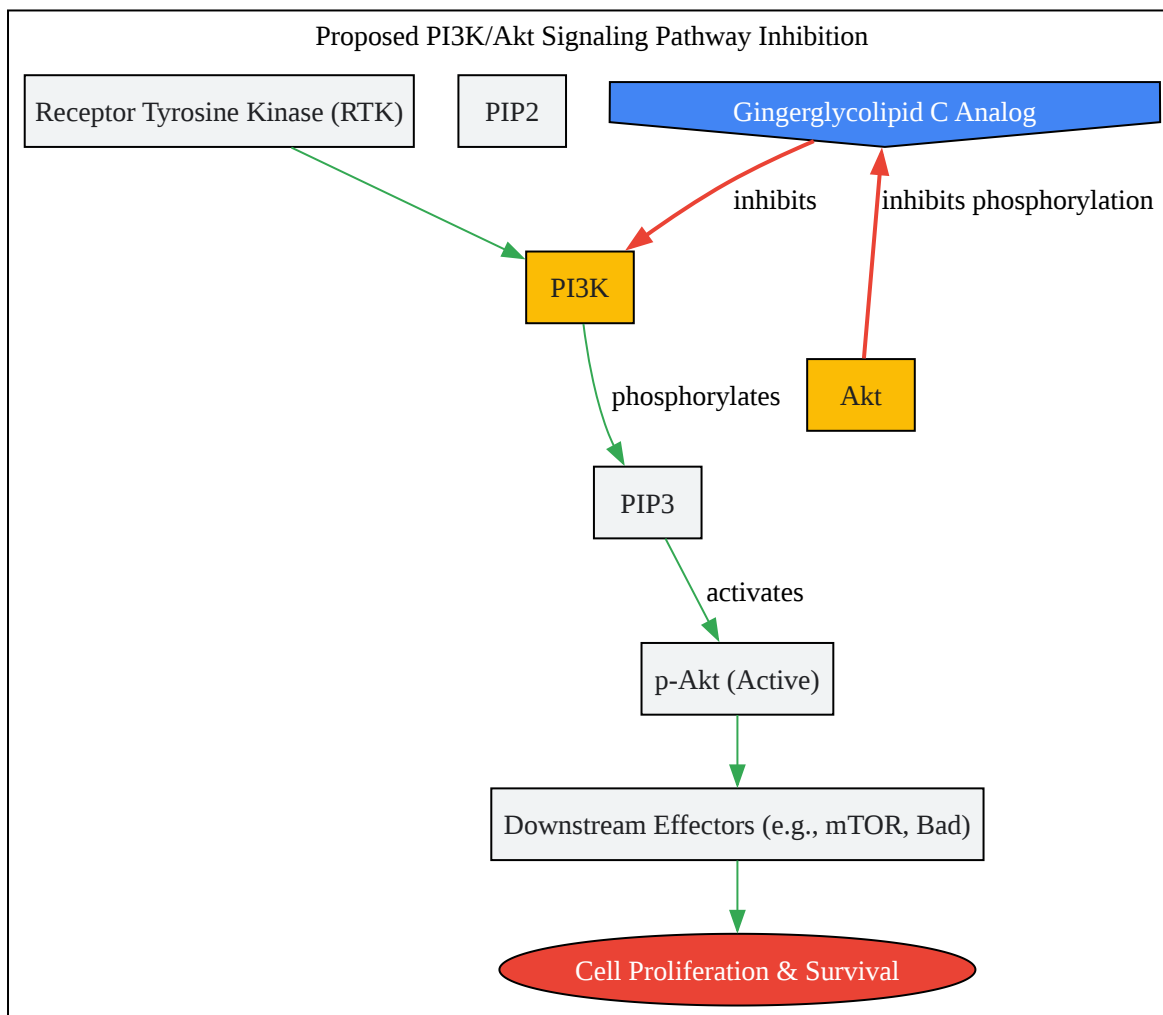 Proposed PI3K/Akt Signaling Pathway Inhibition
Receptor Tyrosine Kinase (RTK)
PIP2
Gingerglycolipid C Analog
inhibits
inhibits phosphorylation
PI3K
Akt
phosphorylates
PIP3
activates
p-Akt (Active)
Downstream Effectors (e.g., mTOR, Bad)
Cell Proliferation & Survival